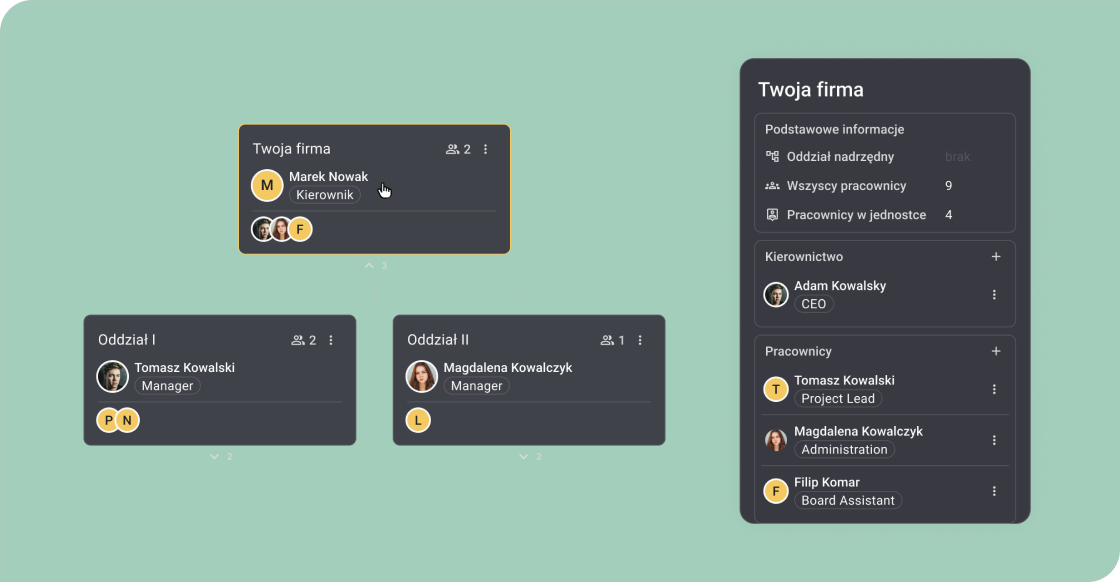 Twoja firma
2
M
Marek Nowak
Kierownik
F
3
Oddział I
2
Tomasz Kowalski
Manager
P N
2
Oddział II
1
Magdalena Kowalczyk
Manager
L
2
Twoja firma
Podstawowe informacje
Oddział nadrzędny brak
Wszyscy pracownicy 9
Pracownicy w jednostce 4
Kierownictwo
Adam Kowalsky
CEO
Pracownicy
T
Tomasz Kowalski
Project Lead
Magdalena Kowalczyk
Administration
F
Filip Komar
Board Assistant